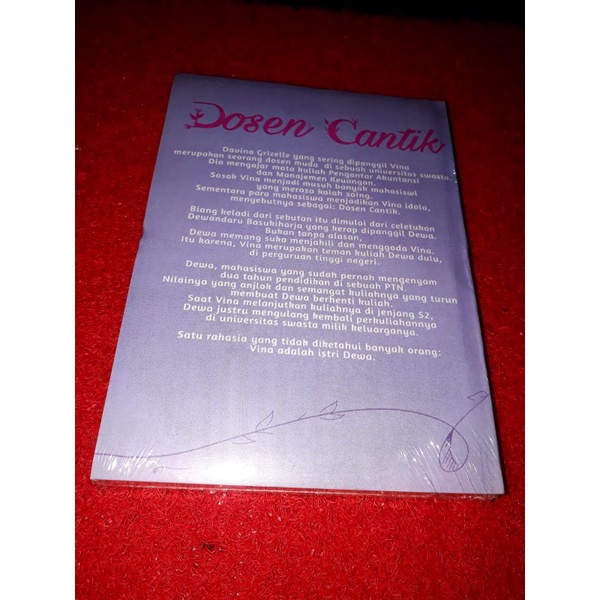 Dosen Cantik
Davina Grizelle yang sering dipanggil Vina
merupakan seorang dosen muda di sebuah universitas swasta.
Dia mengajar mata kuliah Pengantar Akuntansi
dan Manajemen Keuangan.
Sosok Vina menjadi musuh banyak mahasiswi
yang merasa kalah saing.
Sementara para mahasiswa menjadikan Vina idola,
menyebutnya sebagai: Dosen Cantik.
Biang keladi dari sebutan itu dimulai dari celetukan
Dewandaru Basukiharja yang kerap dipanggil Dewa.
Bukan tanpa alasan,
Dewa memang suka menjahili dan menggoda Vina.
Itu karena, Vina merupakan teman kuliah Dewa dulu,
di perguruan tinggi negeri.
Dewa, mahasiswa yang sudah pernah mengenyam
dua tahun pendidikan di sebuah PTN.
Nilainya yang anjlok dan semangat kuliahnya yang turun
membuat Dewa berhenti kuliah.
Saat Vina melanjutkan kuliahnya di jenjang S2,
Dewa justru mengulang kembali perkuliahannya
di universitas swasta milik keluarganya.
Satu rahasia yang tidak diketahui banyak orang:
Vina adalah istri Dewa.